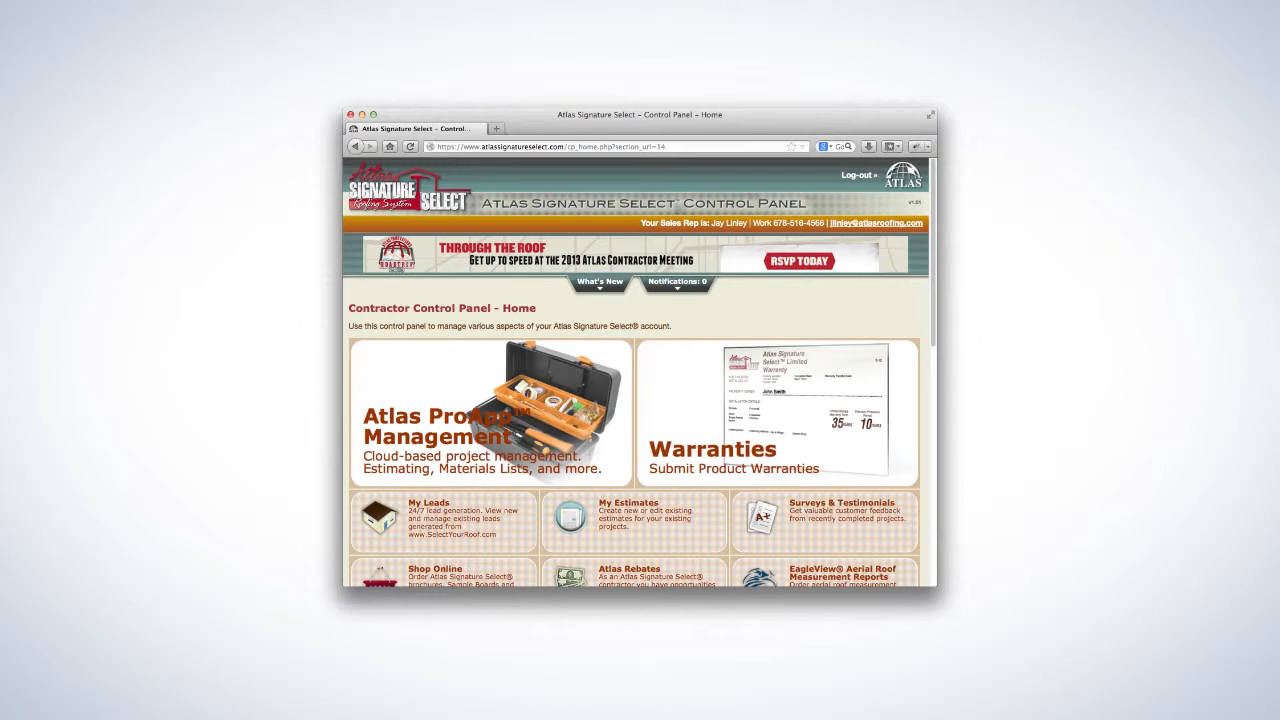 Atlas Signature Select - Control Panel - Home
Atlas Signature Select - Control...
https://www.atlassignatureselect.com/cp_home.php?section_url=14
Go
Atlas
SIGNATURE
Roofing System
SELECT
Log-out »
ATLAS
ATLAS SIGNATURE SELECT™ CONTROL PANEL
v1.01
Your Sales Rep is: Jay Linley | Work 678-516-4566 | jlinley@atlasroofing.com
THROUGH THE ROOF
GET UP TO SPEED AT THE 2013 ATLAS CONTRACTOR MEETING
RSVP TODAY
What's New
Notifications: 0
Contractor Control Panel - Home
Use this control panel to manage various aspects of your Atlas Signature Select® account.
Atlas ProApp™
Management
Cloud-based project management.
Estimating, Materials Lists, and more.
Atlas Signature
Select™ Limited
Warranty
John Smith
35
10
Warranties
Submit Product Warranties
My Leads
24/7 lead generation. View new
and manage existing leads
generated from
www.SelectYourRoof.com
My Estimates
Create new or edit existing
estimates for your existing
projects.
A+
Surveys & Testimonials
Get valuable customer feedback
from recently completed projects.
Shop Online
Order Atlas Signature Select®
brochures, Sample Boards and
Atlas Rebates
As an Atlas Signature Select®
contractor you have opportunities
EagleView® Aerial Roof
Measurement Reports
Order aerial roof measurement